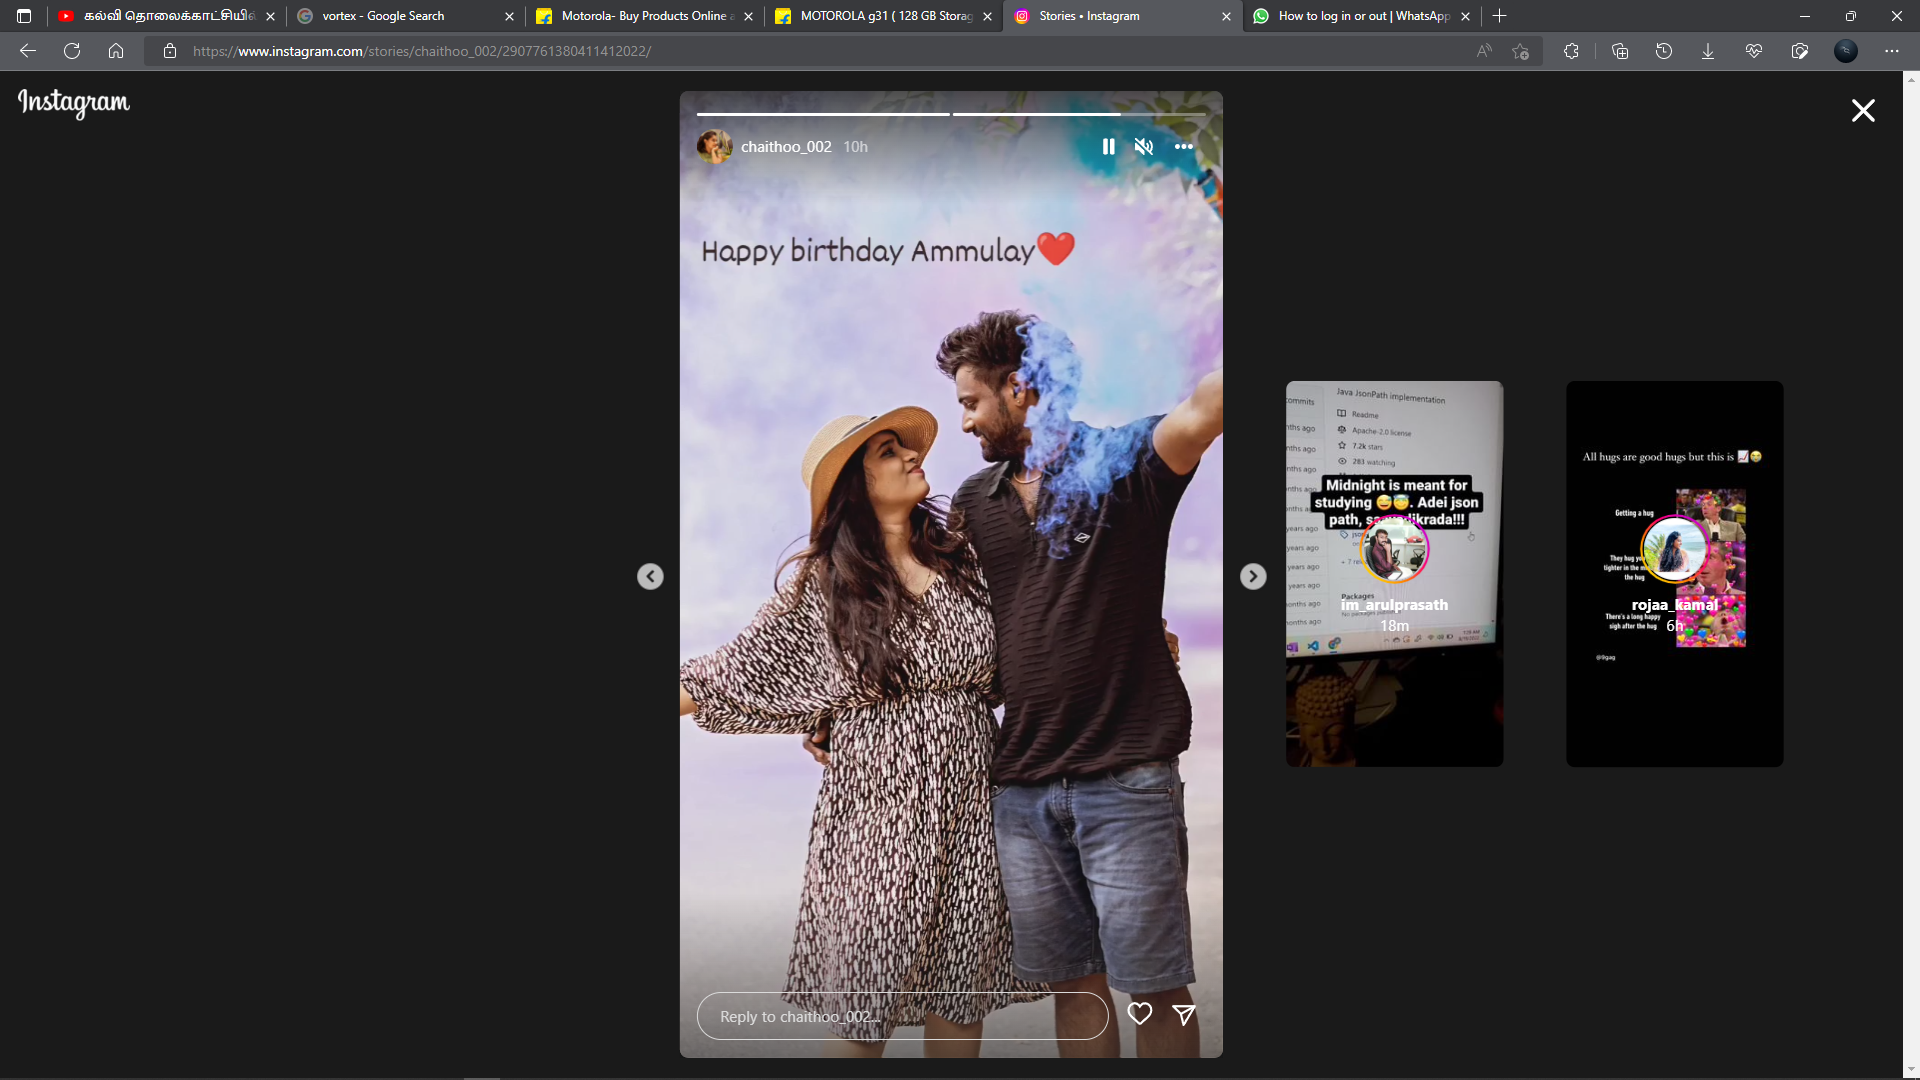 கல்வி தொலைக்காட்சியில்
vortex - Google Search
Motorola- Buy Products Online a
MOTOROLA g31 ( 128 GB Storag
Stories • Instagram
How to log in or out | WhatsApp
https://www.instagram.com/stories/chaithoo_002/2907761380411412022/
Instagram
chaithoo_002 10h
Happy birthday Ammulay❤️
Reply to chaithoo_002...
commits
Java JsonPath implementation
Readme
Apache-2.0 license
7.2k stars
283 watching
Midnight is meant for
studying 😅😇. Adei json
path, !!!
Packages
im_arulprasath
18m
All hugs are good hugs but this is 📈😭
Getting a hug
They hug you
tighter in the
the hug
There's a long happy
sigh after the hug
rojaa_kamal
6h
@9gag